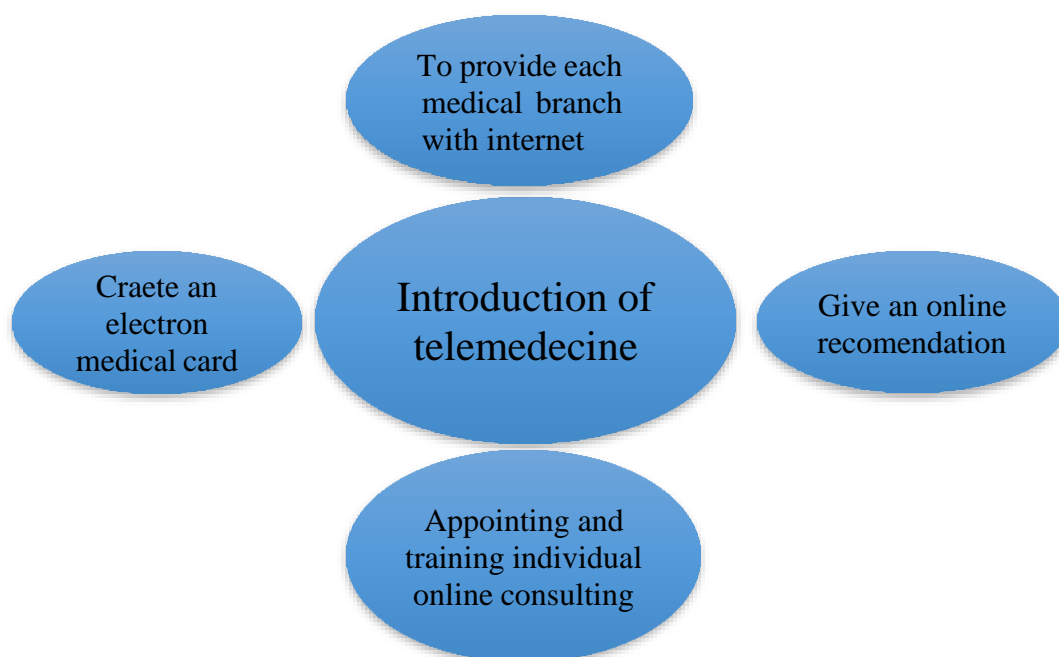 To provide each
medical branch
with internet
Craete an
electron
medical card
Introduction of
telemedecine
Give an online
recomendation
Appointing and
training individual
online consulting